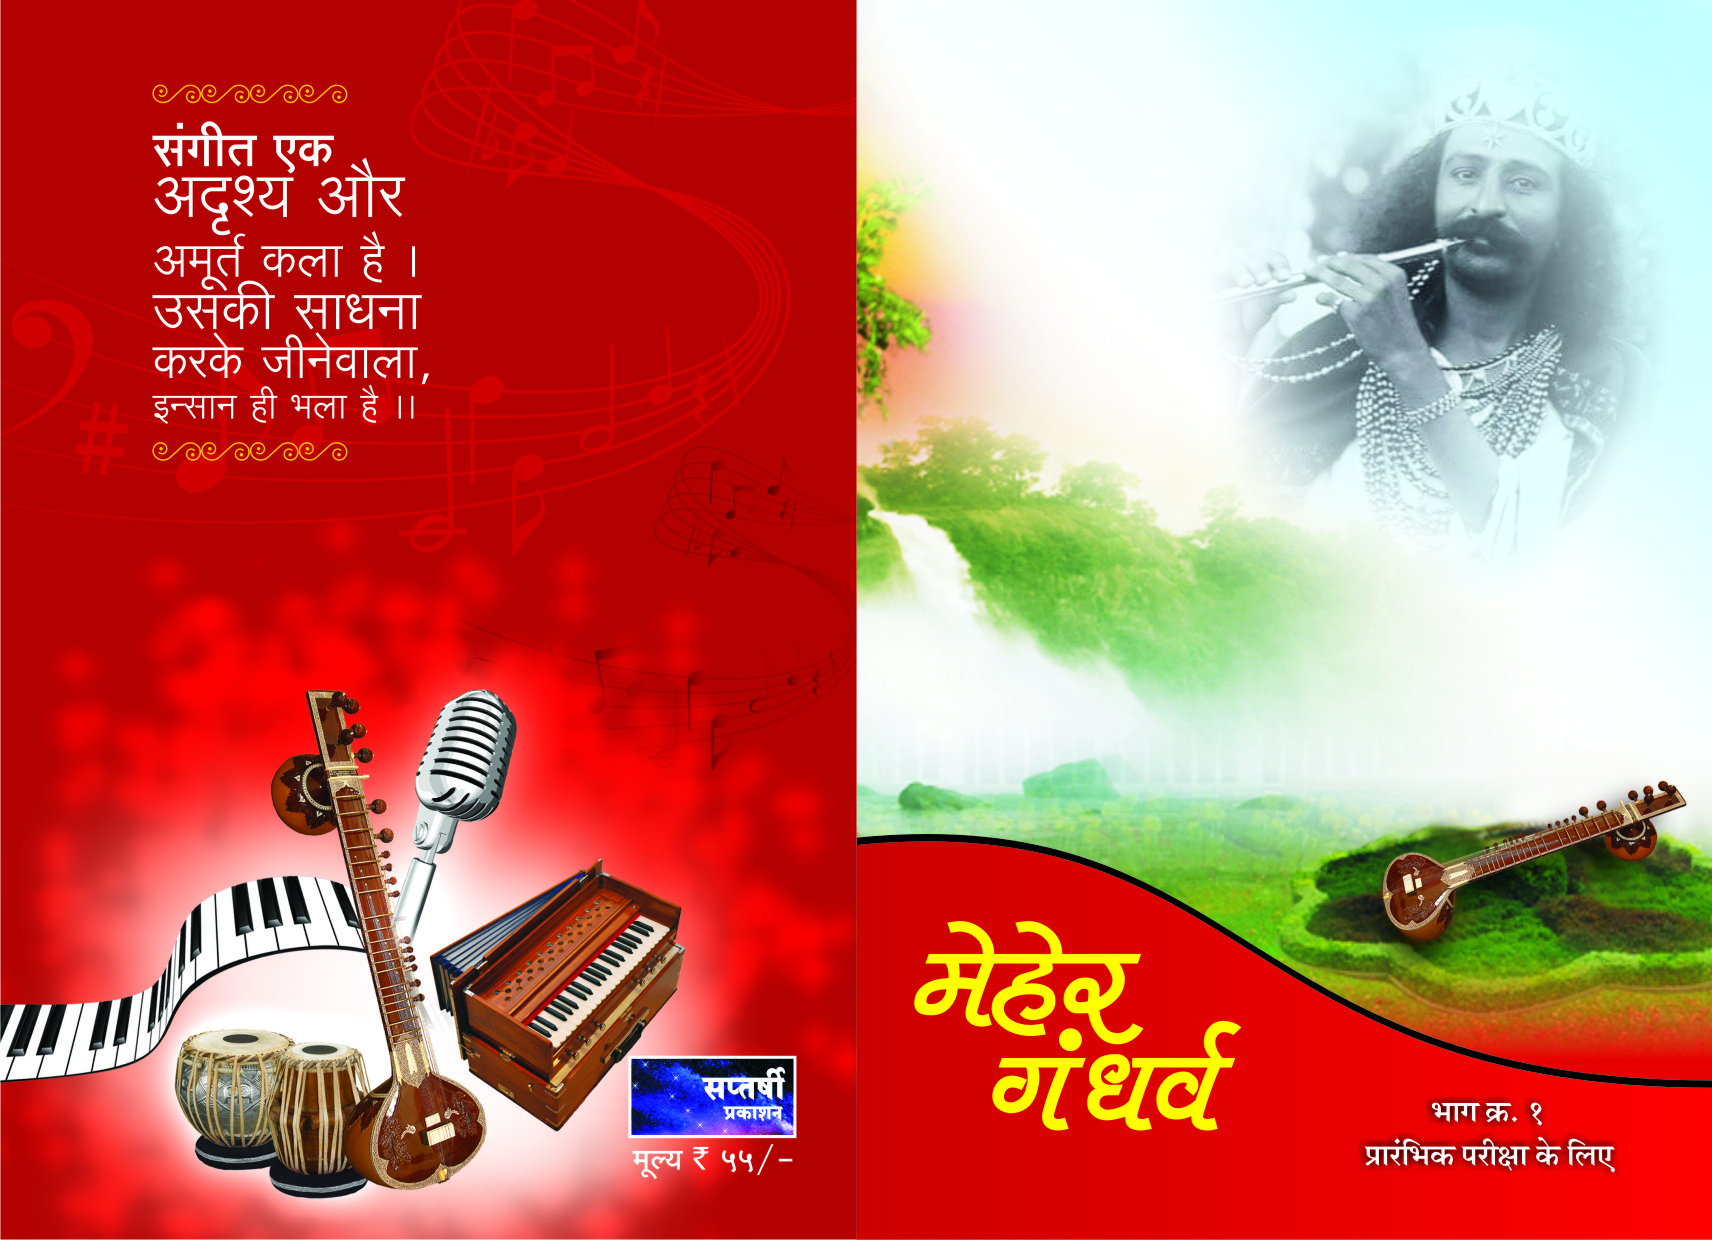 संगीत एक
अदृश्य और
अमूर्त कला है ।
उसकी साधना
करके जीनेवाला,
इन्सान ही भला है ।।
सप्तर्षी
प्रकाशन
मूल्य ₹ ५५/-
मेहेर
गंधर्व
भाग क्र. १
प्रारंभिक परीक्षा के लिए